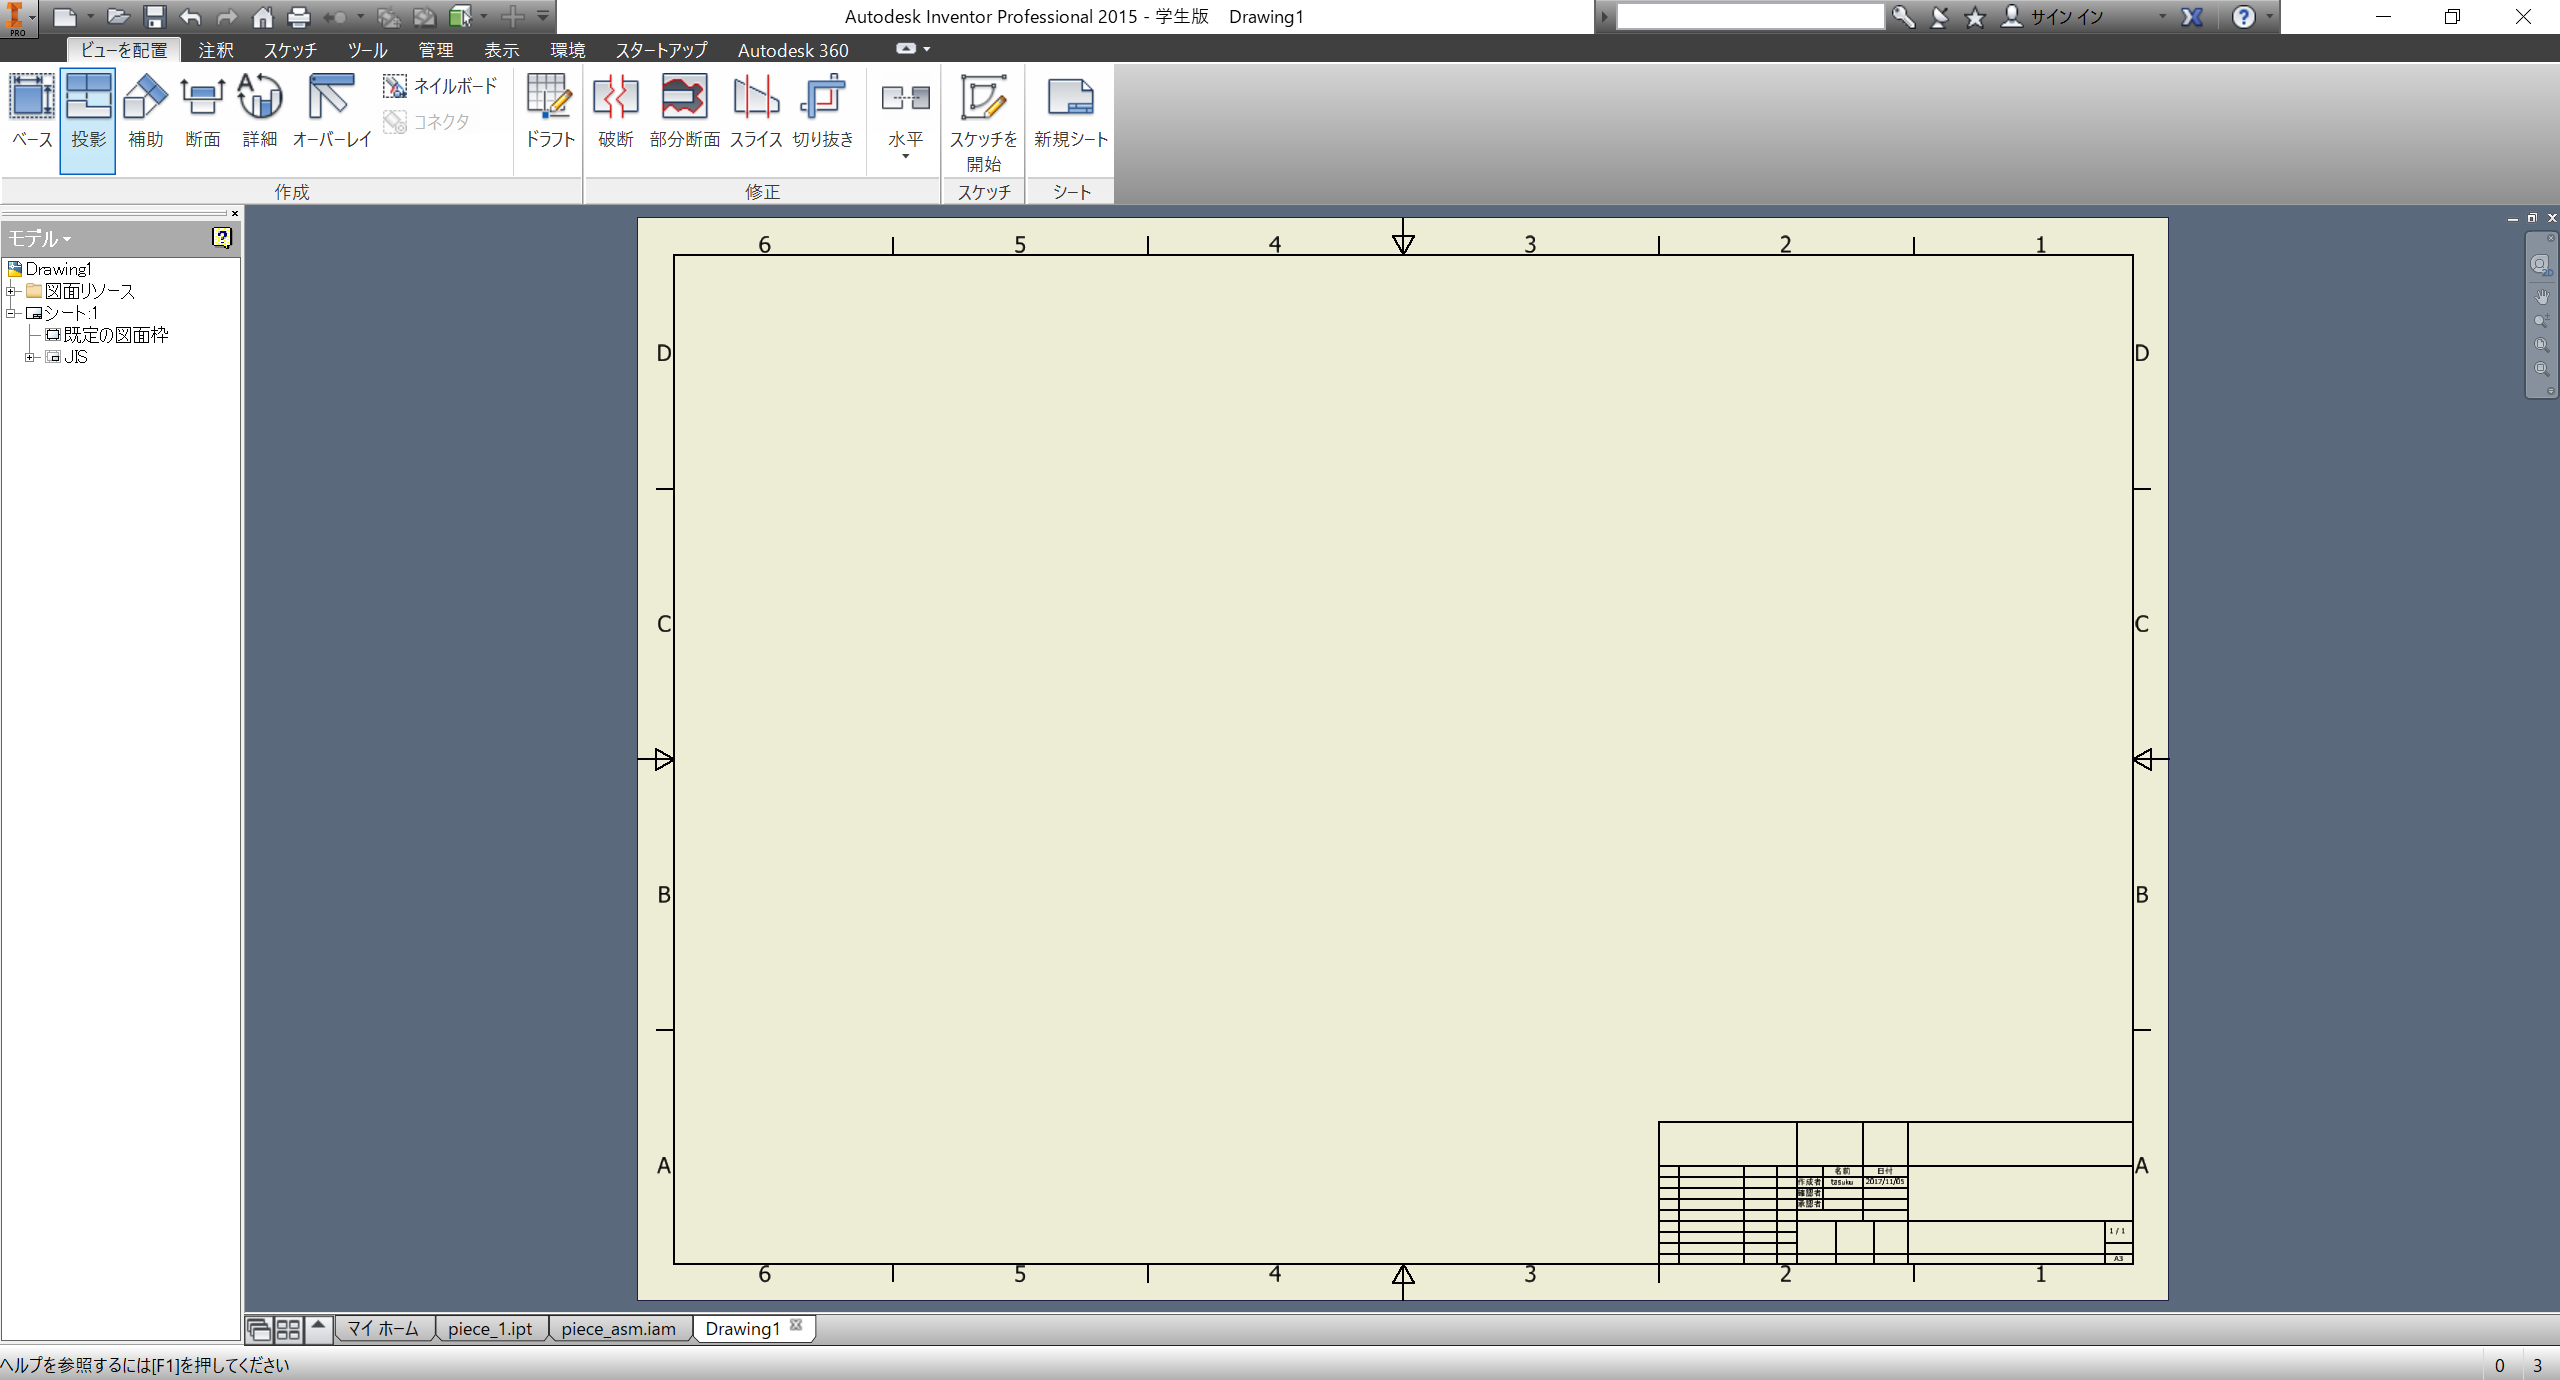 PRO
Autodesk Inventor Professional 2015 - 学生版 Drawing1
サイン イン
ビューを配置 注釈 スケッチ ツール 管理 表示 環境 スタートアップ Autodesk 360
ベース 投影 補助 断面 詳細 オーバーレイ
ネイルボード
コネクタ
ドラフト
破断 部分断面 スライス 切り抜き
水平
スケッチを
開始
新規シート
作成 修正 スケッチ シート
モデル
Drawing1
図面リソース
シート:1
既定の図面枠
JIS
6 5 4 3 2 1
D D
C C
B B
A A
名前 日付
作成者 tasuku 2017/11/05
確認者
承認者
1 / 1
A3
6 5 4 3 2 1
2D
マイ ホーム piece_1.ipt piece_asm.iam Drawing1
ヘルプを参照するには[F1]を押してください
0 3